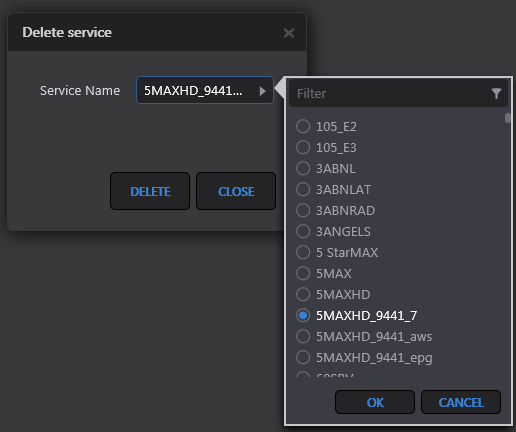 Delete service
Service Name
5MAXHD_9441...
DELETE
CLOSE
Filter
105_E2
105_E3
3ABNL
3ABNLAT
3ABNRAD
3ANGELS
5 StarMAX
5MAX
5MAXHD
5MAXHD_9441_7
5MAXHD_9441_aws
5MAXHD_9441_epg
OK
CANCEL